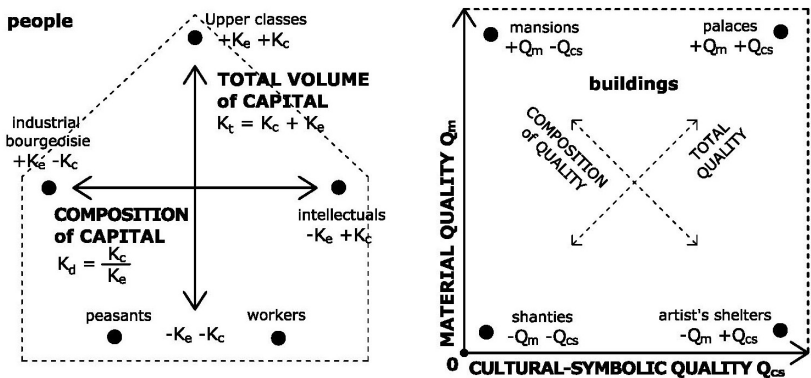 people
Upper classes
+Ke +Kc
TOTAL VOLUME
of CAPITAL
Kt = Kc + Ke
industrial
bourgeoisie
+Ke -Kc
COMPOSITION
of CAPITAL
Kd = Kc
Ke
intellectuals
-Ke +Kc
peasants
-Ke -Kc
workers
MATERIAL QUALITY Qm
mansions
+Qm -Qcs
palaces
+Qm +Qcs
buildings
COMPOSITION
of QUALITY
TOTAL
QUALITY
shanties
-Qm -Qcs
artist's shelters
-Qm +Qcs
0 CULTURAL-SYMBOLIC QUALITY Qcs